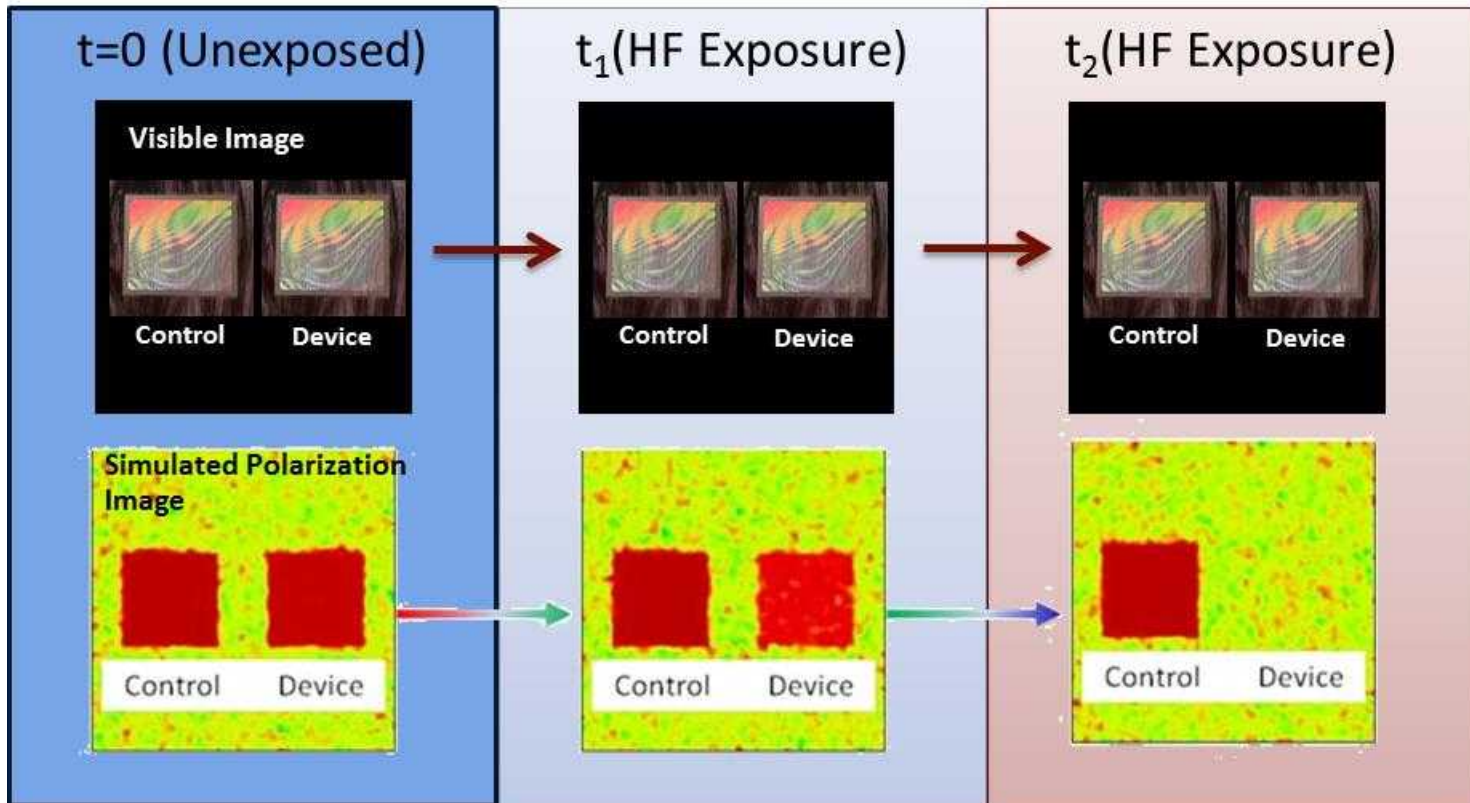 t=0 (Unexposed)
t₁(HF Exposure)
t₂(HF Exposure)
Visible Image
Control Device
Control Device
Control Device
Simulated Polarization
Image
Control Device
Control Device
Control Device